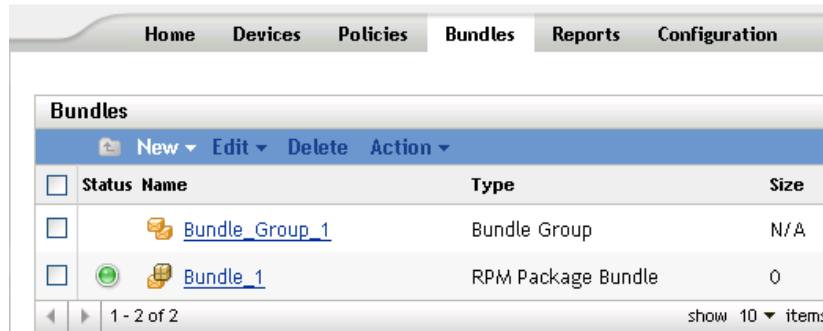 Home Devices Policies Bundles Reports Configuration
Bundles
New Edit Delete Action
Status Name Type Size
Bundle_Group_1 Bundle Group N/A
Bundle_1 RPM Package Bundle 0
1 - 2 of 2 show 10 items